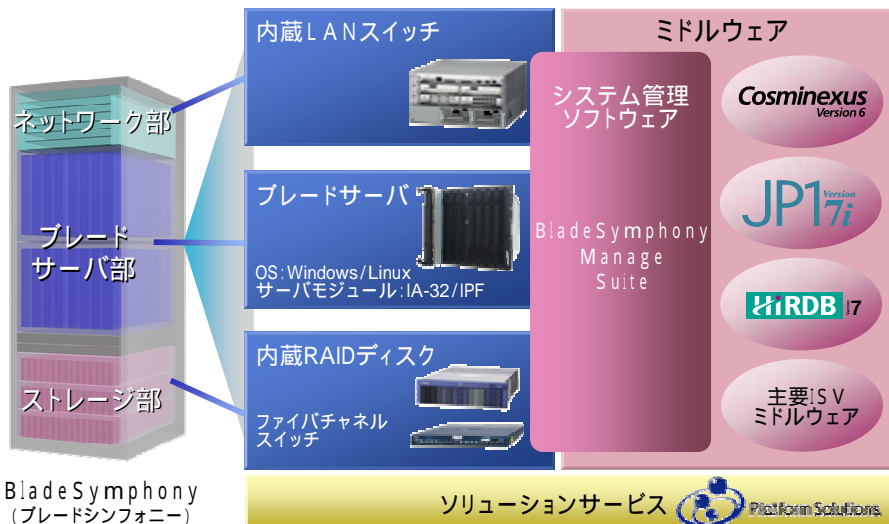 ネットワーク部
ブレード
サーバ部
ストレージ部
BladeSymphony
(ブレードシンフォニー)
内蔵LANスイッチ
ブレードサーバ
OS:Windows/Linux
サーバモジュール:IA-32/IPF
内蔵RAIDディスク
ファイバチャネル
スイッチ
ミドルウェア
システム管理
ソフトウェア
BladeSymphony
Manage
Suite
Cosminexus
Version 6
JP1 Version 7i
HiRDB 7
主要ISV
ミドルウェア
ソリューションサービス
Platform Solutions